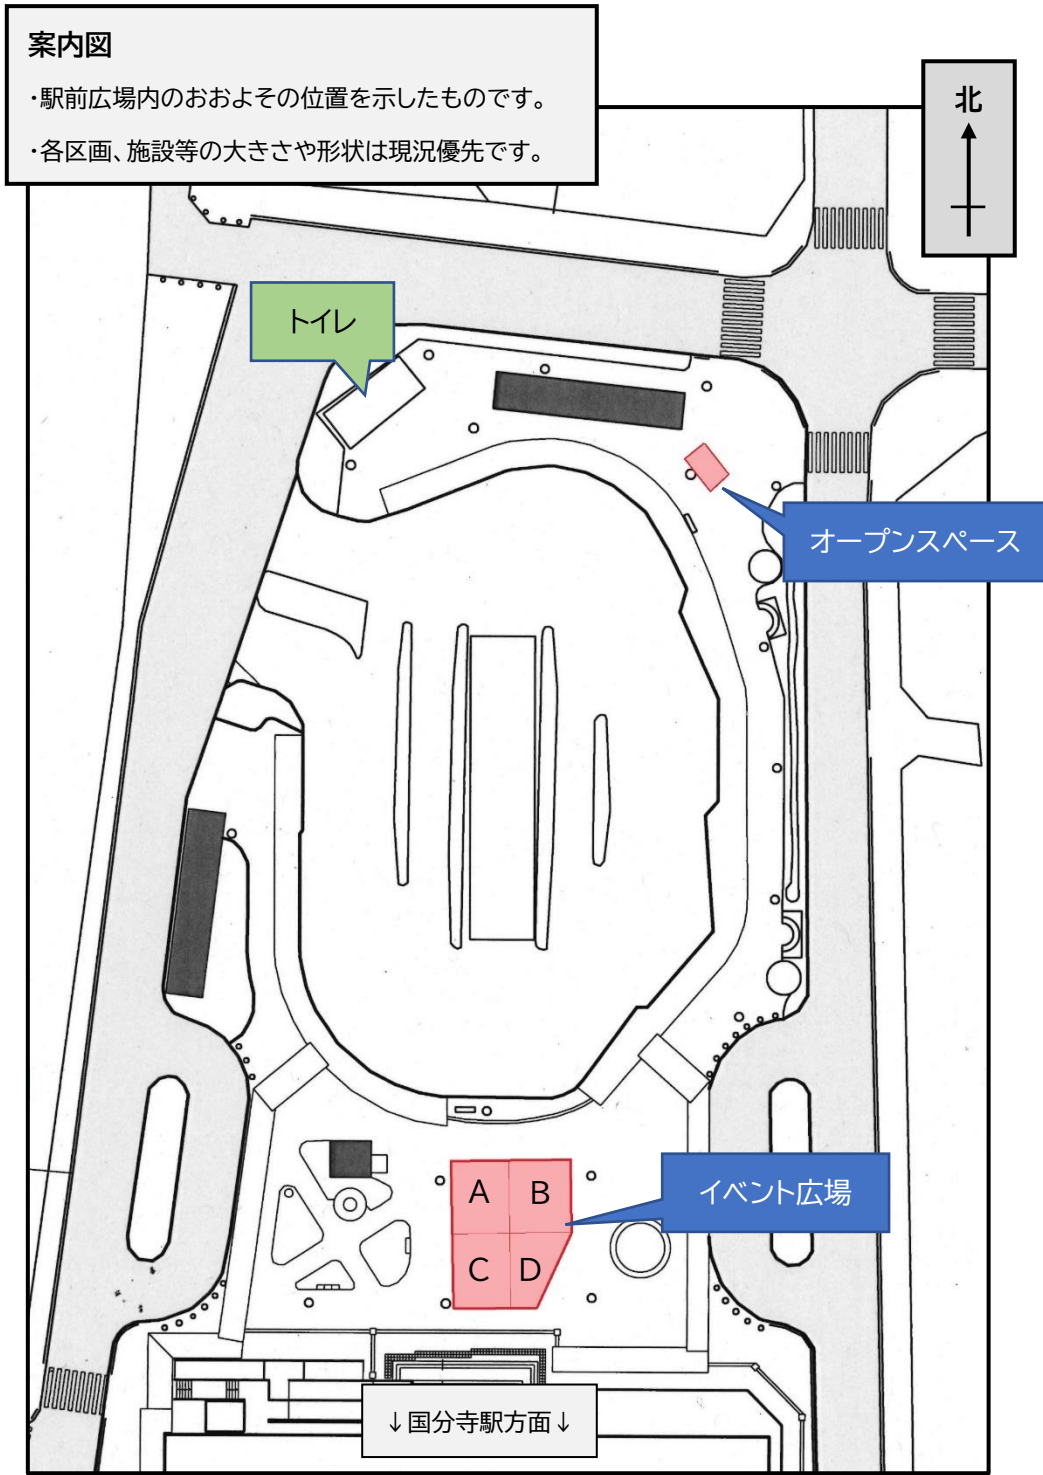 案内図
・駅前広場内のおおよその位置を示したものです。
・各区画、施設等の大きさや形状は現況優先です。
北
トイレ
オープンスペース
イベント広場
A B
C D
↓国分寺駅方面↓